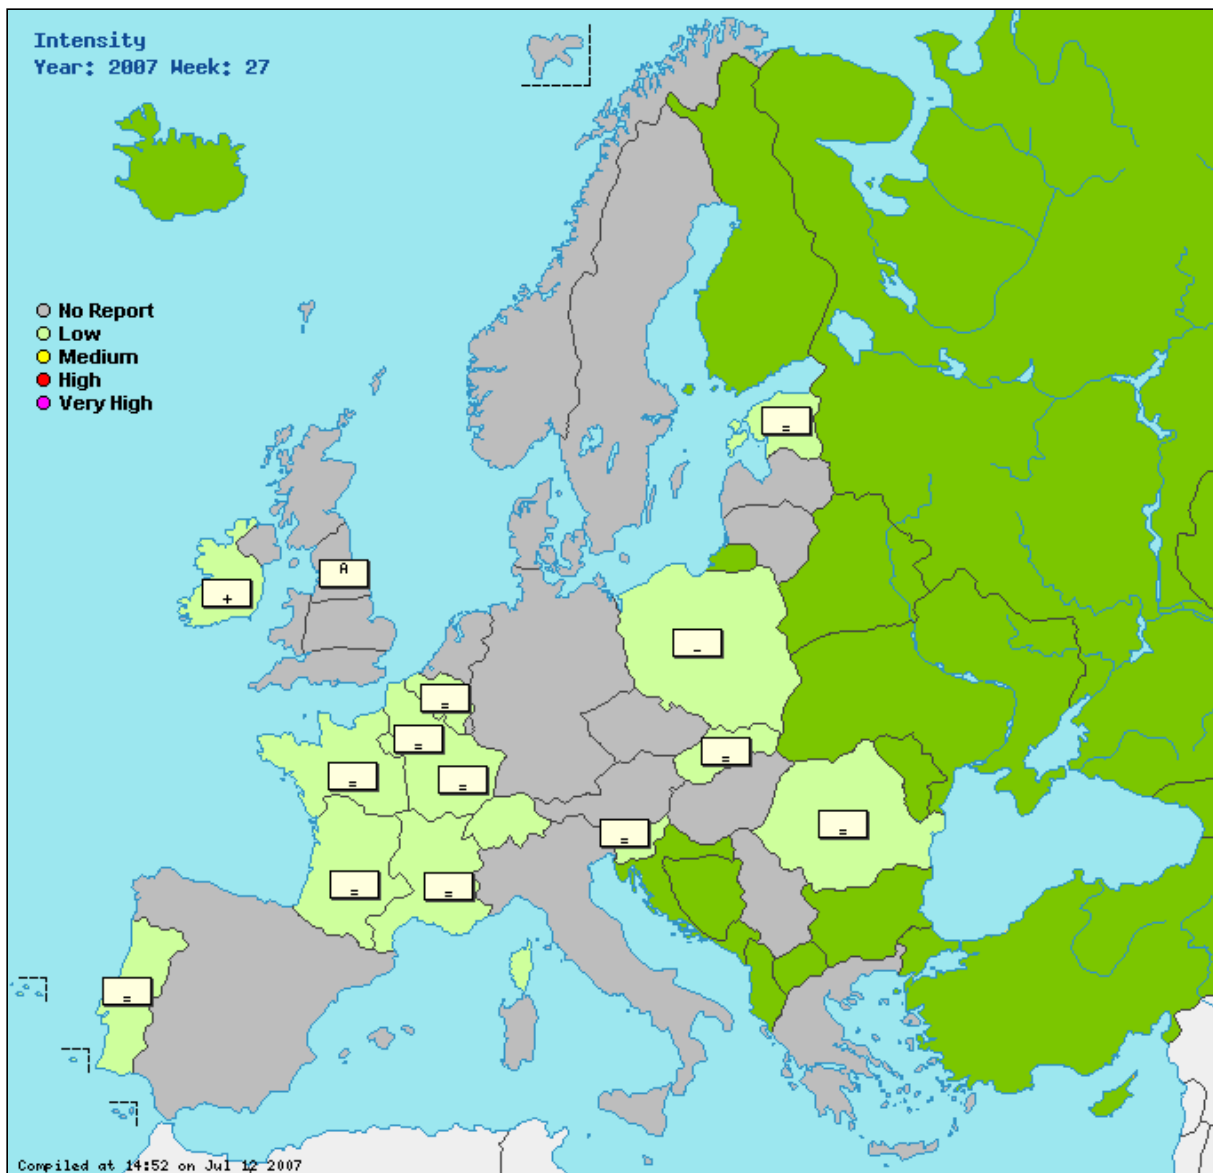 Intensity
Year: 2007 Week: 27
No Report
Low
Medium
High
Very High
=
A
+
-
=
=
=
=
=
=
=
=
=
=
Compiled at 14:52 on Jul 12 2007